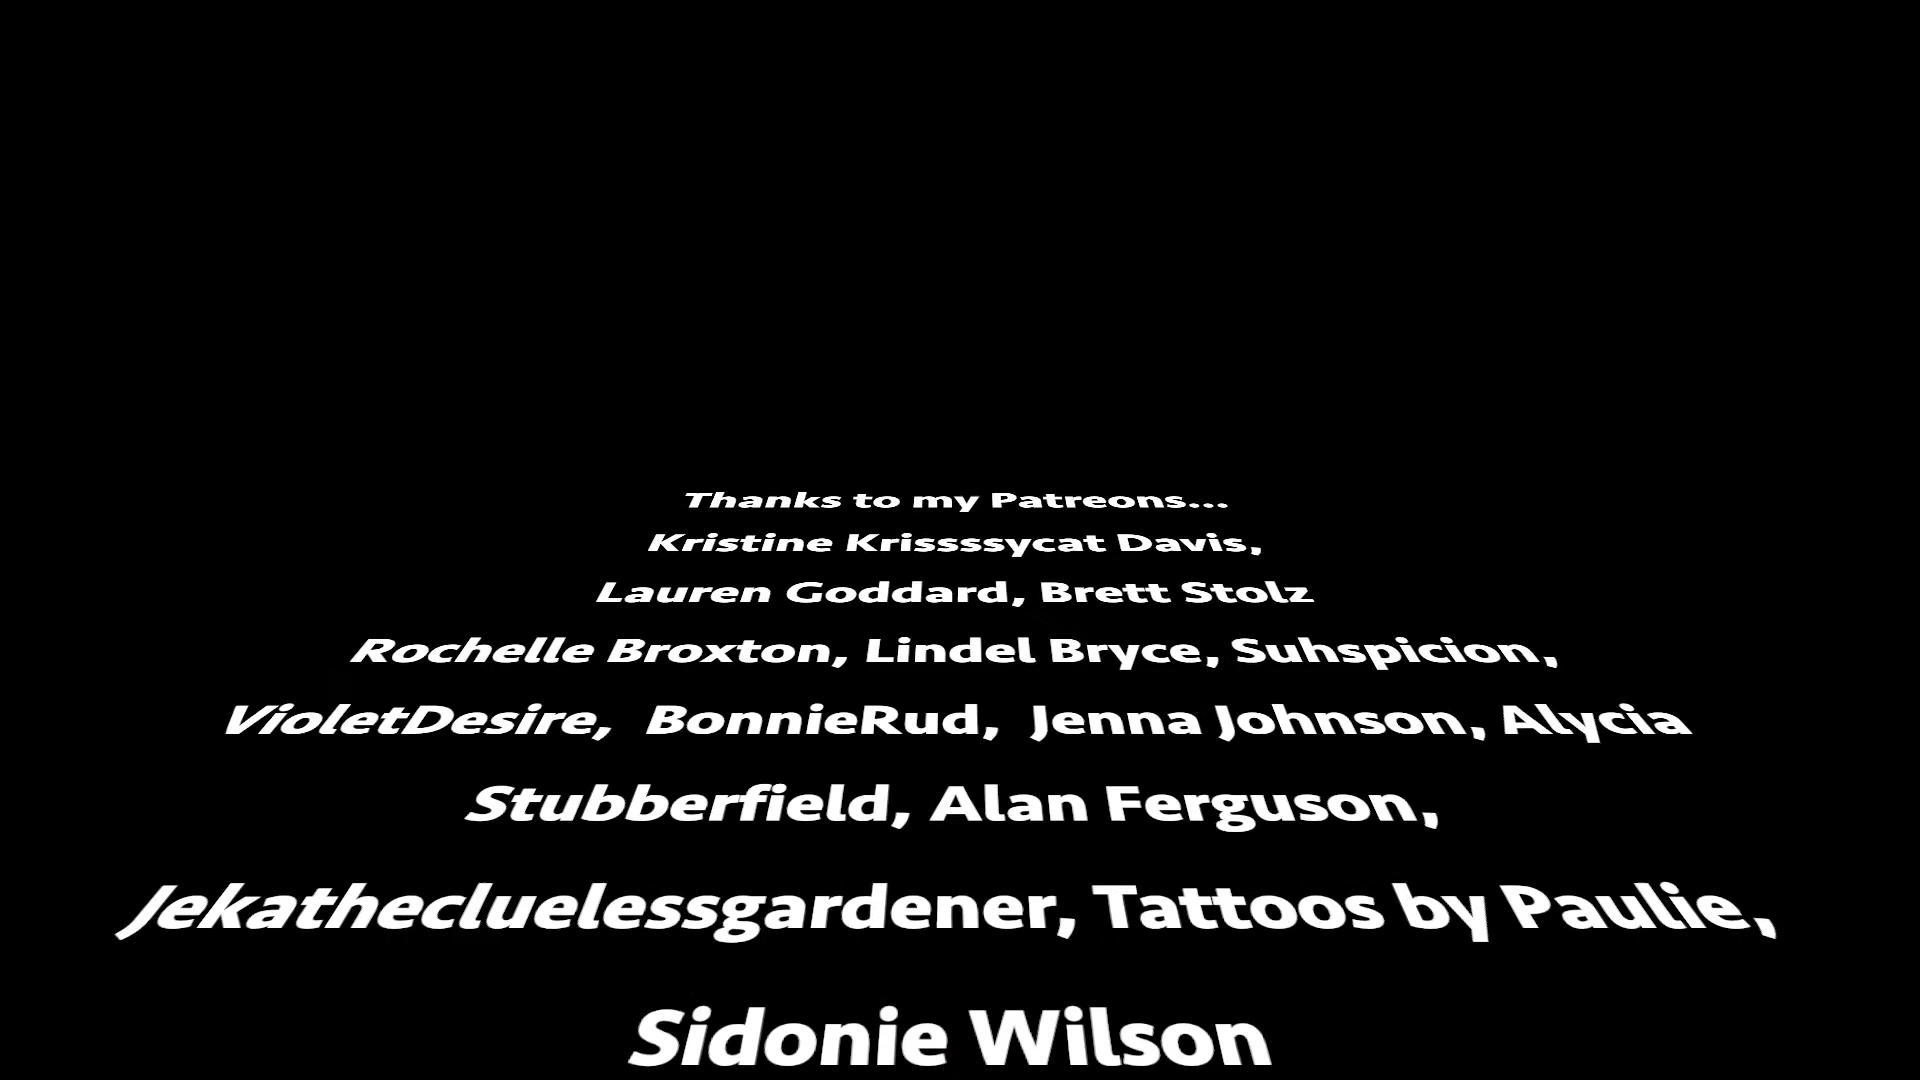 Thanks to my Patreons...
Kristine Krissssycat Davis,
Lauren Goddard, Brett Stolz
Rochelle Broxton, Lindel Bryce, Suhspicion,
VioletDesire, BonnieRud, Jenna Johnson, Alycia
Stubberfield, Alan Ferguson,
Jekathecluelessgardener, Tattoos by Paulie,
Sidonie Wilson